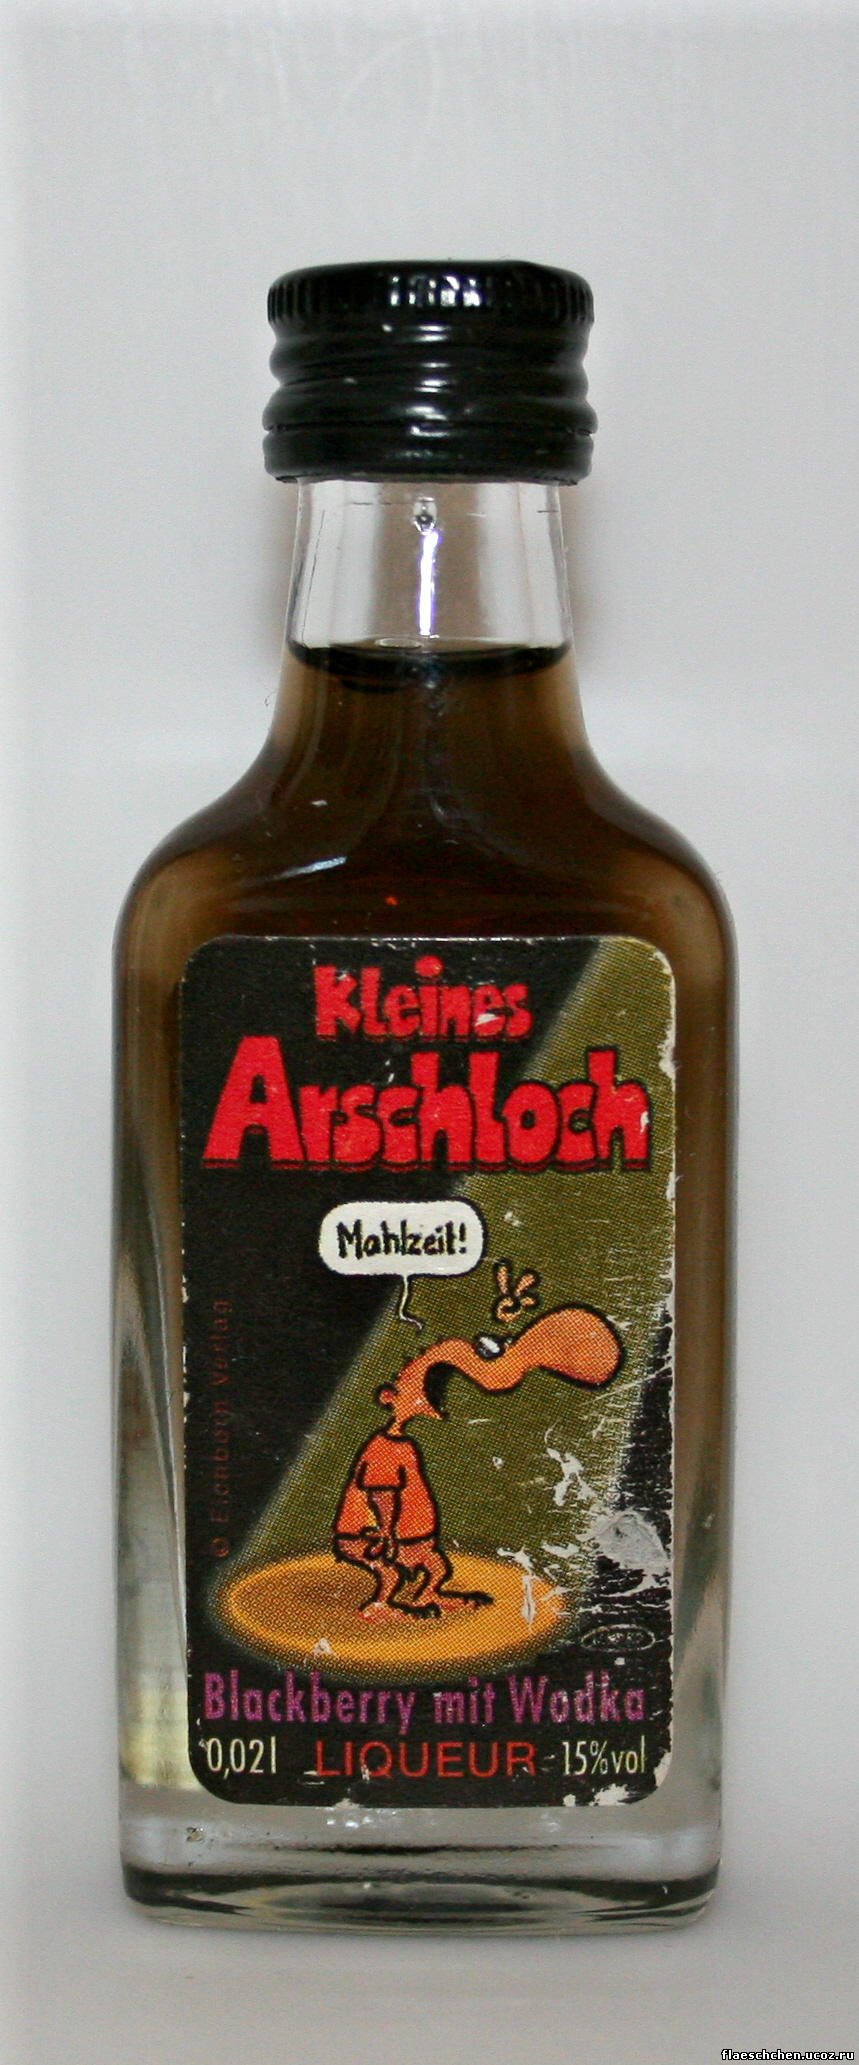 Kleines
Arschloch
Mahlzeit!
© Eichborn Verlag
Blackberry mit Wodka
0,02l LIQUEUR 15%vol
flaeschchen.ucoz.ru